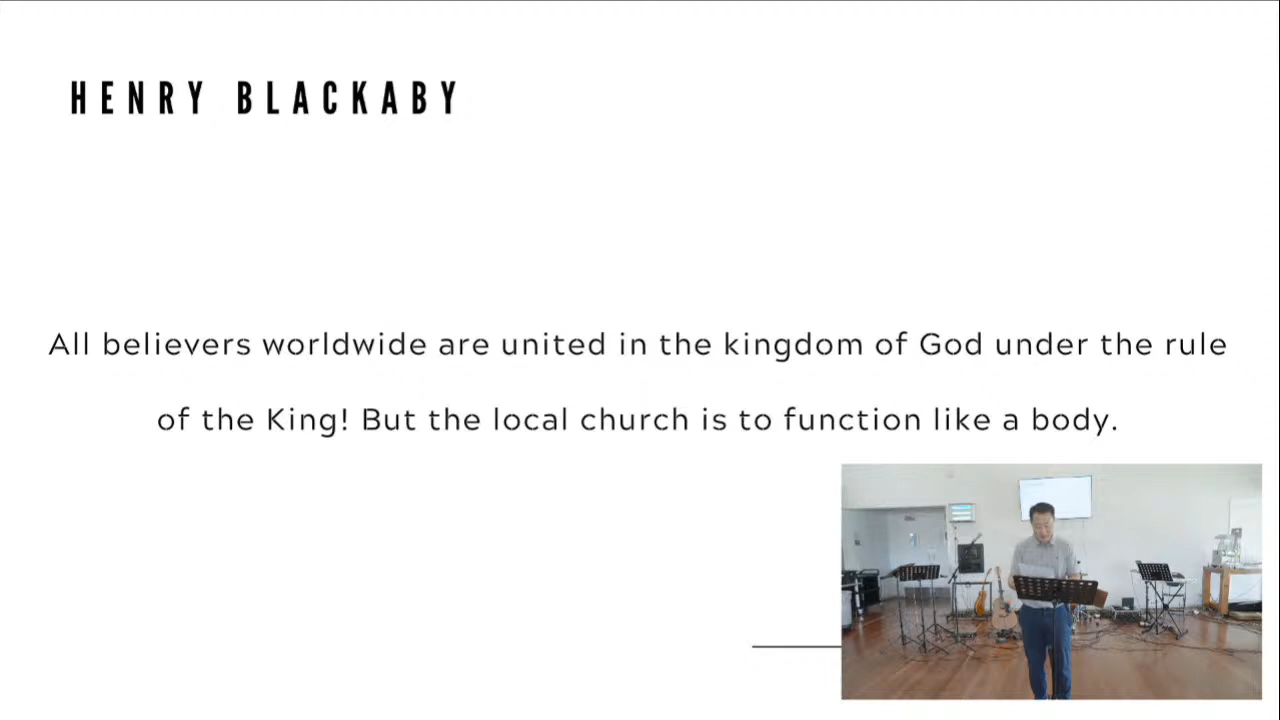 HENRY BLACKABY
All believers worldwide are united in the kingdom of God under the rule
of the King! But the local church is to function like a body.